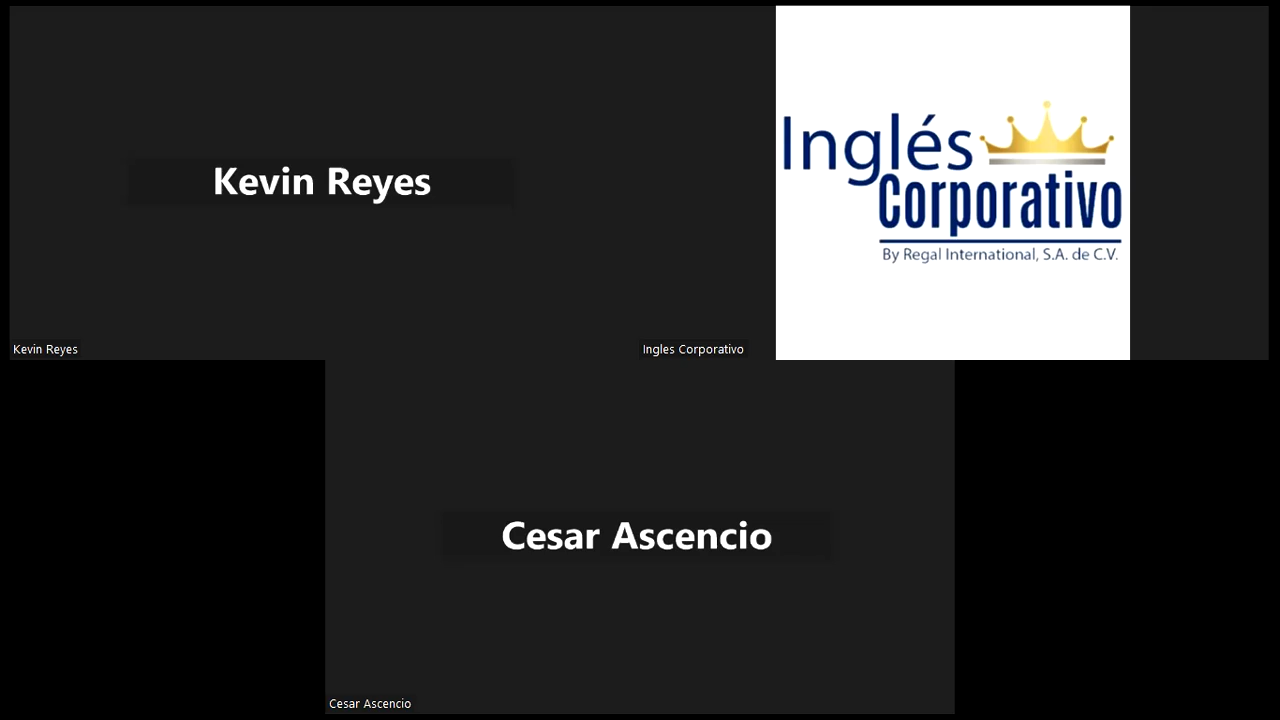 Kevin Reyes
Kevin Reyes
Inglés
Corporativo
By Regal International, S.A. de C.V.
Ingles Corporativo
Cesar Ascencio
Cesar Ascencio